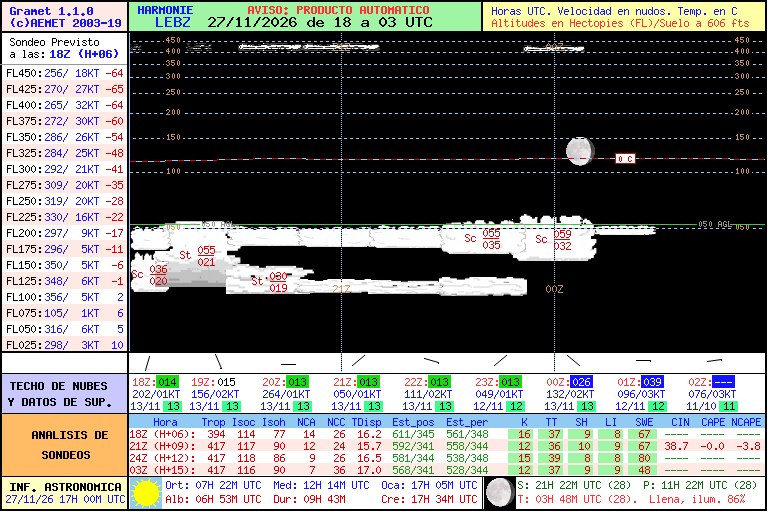 Gramet 1.1.0
(c)AEMET 2003-19
HARMONIE
LEBZ
AVISO: PRODUCTO AUTOMATICO
27/11/2026 de 18 a 03 UTC
Horas UTC. Velocidad en nudos. Temp. en C
Altitudes en Hectopies (FL)/Suelo a 606 fts
Sondeo Previsto
a las: 18Z (H+06)
FL450:256/ 18KT -64
FL425:270/ 27KT -65
FL400:265/ 32KT -64
FL375:272/ 30KT -60
FL350:286/ 26KT -54
FL325:284/ 25KT -48
FL300:292/ 21KT -41
FL275:309/ 20KT -35
FL250:319/ 20KT -28
FL225:330/ 16KT -22
FL200:297/ 9KT -17
FL175:296/ 5KT -11
FL150:350/ 5KT -6
FL125:348/ 6KT -1
FL100:356/ 5KT 2
FL075:105/ 1KT 6
FL050:316/ 6KT 5
FL025:298/ 3KT 10
450 450
400 400
350 350
300 300
250 250
200 200
150 150
0 C
100 100
050 AGL 050 AGL
050 050
Sc 036 020
St 055 021
St 030 019
Sc 055 035
Sc 059 032
21Z 00Z
TECHO DE NUBES
Y DATOS DE SUP.
18Z:014 19Z:015 20Z:013 21Z:013 22Z:013 23Z:013 00Z:026 01Z:039 02Z:---
202/01KT 156/02KT 264/01KT 050/01KT 111/02KT 049/01KT 132/02KT 096/03KT 076/03KT
13/11 13 13/11 13 13/11 13 13/11 13 13/11 13 12/11 12 13/11 13 12/11 12 11/10 11
ANALISIS DE
SONDEOS
Hora Trop Isoc Isoh NCA NCC TDisp Est_pos Est_per K TT SH LI SWE CIN CAPE NCAPE
18Z (H+06): 394 114 77 14 26 16.2 611/345 561/348 16 37 9 8 67 ---- ---- ----
21Z (H+09): 417 117 90 12 24 15.7 592/341 534/348 12 36 10 9 67 38.7 -0.0 -3.8
24Z (H+12): 417 118 86 9 26 16.5 581/344 538/344 15 39 8 8 80 ---- ---- ----
03Z (H+15): 417 116 90 7 36 17.0 568/341 528/344 12 37 9 9 48 ---- ---- ----
INF. ASTRONOMICA
27/11/26 17H 00M UTC
Ort: 07H 22M UTC Med: 12H 14M UTC Oca: 17H 05M UTC
Alb: 06H 53M UTC Dur: 09H 43M Cre: 17H 34M UTC
S: 21H 22M UTC (28) P: 11H 22M UTC (28)
T: 03H 48M UTC (28). Llena, ilum. 86%